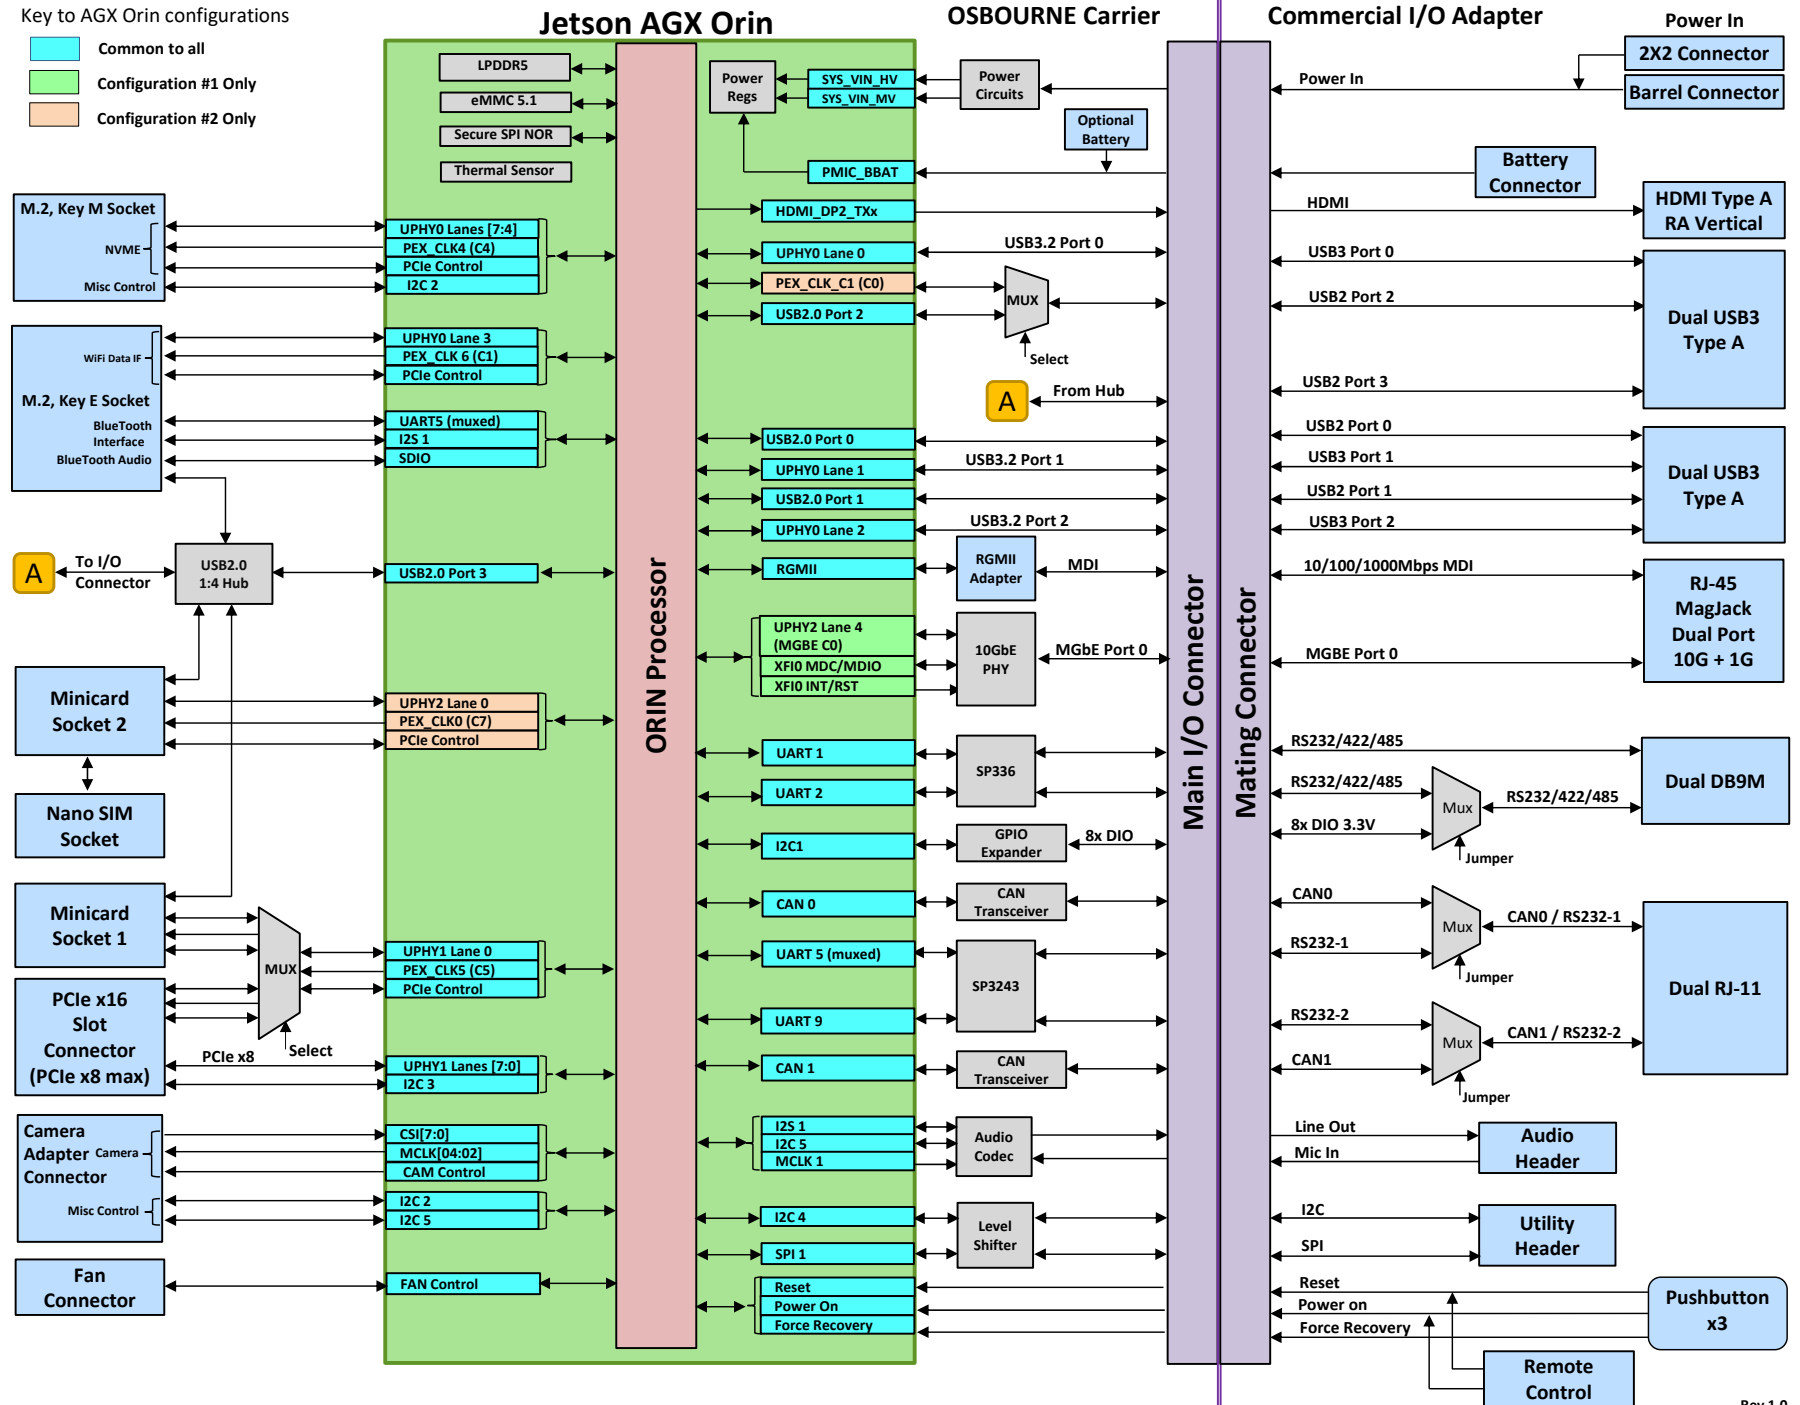 Key to AGX Orin configurations
Common to all
Configuration #1 Only
Configuration #2 Only
Jetson AGX Orin
OSBOURNE Carrier
Commercial I/O Adapter
Power In
2X2 Connector
Barrel Connector
Power In
LPDDR5
eMMC 5.1
Secure SPI NOR
Thermal Sensor
Power
Regs
SYS_VIN_HV
SYS_VIN_MV
Power
Circuits
Optional
Battery
PMIC_BBAT
Battery
Connector
M.2, Key M Socket
NVME
Misc Control
UPHY0 Lanes [7:4]
PEX_CLK4 (C4)
PCIe Control
I2C 2
HDMI_DP2_TXx
HDMI
HDMI Type A
RA Vertical
UPHY0 Lane 0
USB3.2 Port 0
PEX_CLK_C1 (C0)
USB2.0 Port 2
MUX
Select
A
From Hub
USB3 Port 0
USB2 Port 2
USB2 Port 3
Dual USB3
Type A
WiFi Data IF
M.2, Key E Socket
BlueTooth
Interface
BlueTooth Audio
UPHY0 Lane 3
PEX_CLK 6 (C1)
PCIe Control
UART5 (muxed)
I2S 1
SDIO
USB2.0 Port 0
UPHY0 Lane 1
USB3.2 Port 1
USB2.0 Port 1
UPHY0 Lane 2
USB3.2 Port 2
USB2 Port 0
USB3 Port 1
USB2 Port 1
USB3 Port 2
Dual USB3
Type A
A
To I/O
Connector
USB2.0
1:4 Hub
USB2.0 Port 3
RGMII
RGMII
Adapter
MDI
10/100/1000Mbps MDI
RJ-45
MagJack
Dual Port
10G + 1G
UPHY2 Lane 4
(MGBE C0)
XFI0 MDC/MDIO
XFI0 INT/RST
10GbE
PHY
MGbE Port 0
MGBE Port 0
ORIN Processor
Main I/O Connector
Mating Connector
Minicard
Socket 2
UPHY2 Lane 0
PEX_CLK0 (C7)
PCIe Control
Nano SIM
Socket
UART 1
UART 2
SP336
RS232/422/485
RS232/422/485
8x DIO 3.3V
Mux
Jumper
RS232/422/485
Dual DB9M
I2C1
GPIO
Expander
8x DIO
Minicard
Socket 1
MUX
Select
UPHY1 Lane 0
PEX_CLK5 (C5)
PCIe Control
PCIe x16
Slot
Connector
(PCIe x8 max)
PCIe x8
UPHY1 Lanes [7:0]
I2C 3
CAN 0
CAN
Transceiver
UART 5 (muxed)
SP3243
UART 9
CAN 1
CAN
Transceiver
CAN0
RS232-1
Mux
Jumper
CAN0 / RS232-1
RS232-2
CAN1
Mux
Jumper
CAN1 / RS232-2
Dual RJ-11
Camera
Adapter
Connector
Camera
Misc Control
CSI[7:0]
MCLK[04:02]
CAM Control
I2C 2
I2C 5
I2S 1
I2C 5
MCLK 1
Audio
Codec
Line Out
Mic In
Audio
Header
I2C 4
SPI 1
Level
Shifter
I2C
SPI
Utility
Header
Fan
Connector
FAN Control
Reset
Power On
Force Recovery
Reset
Power on
Force Recovery
Pushbutton
x3
Remote
Control
Rev 1.0